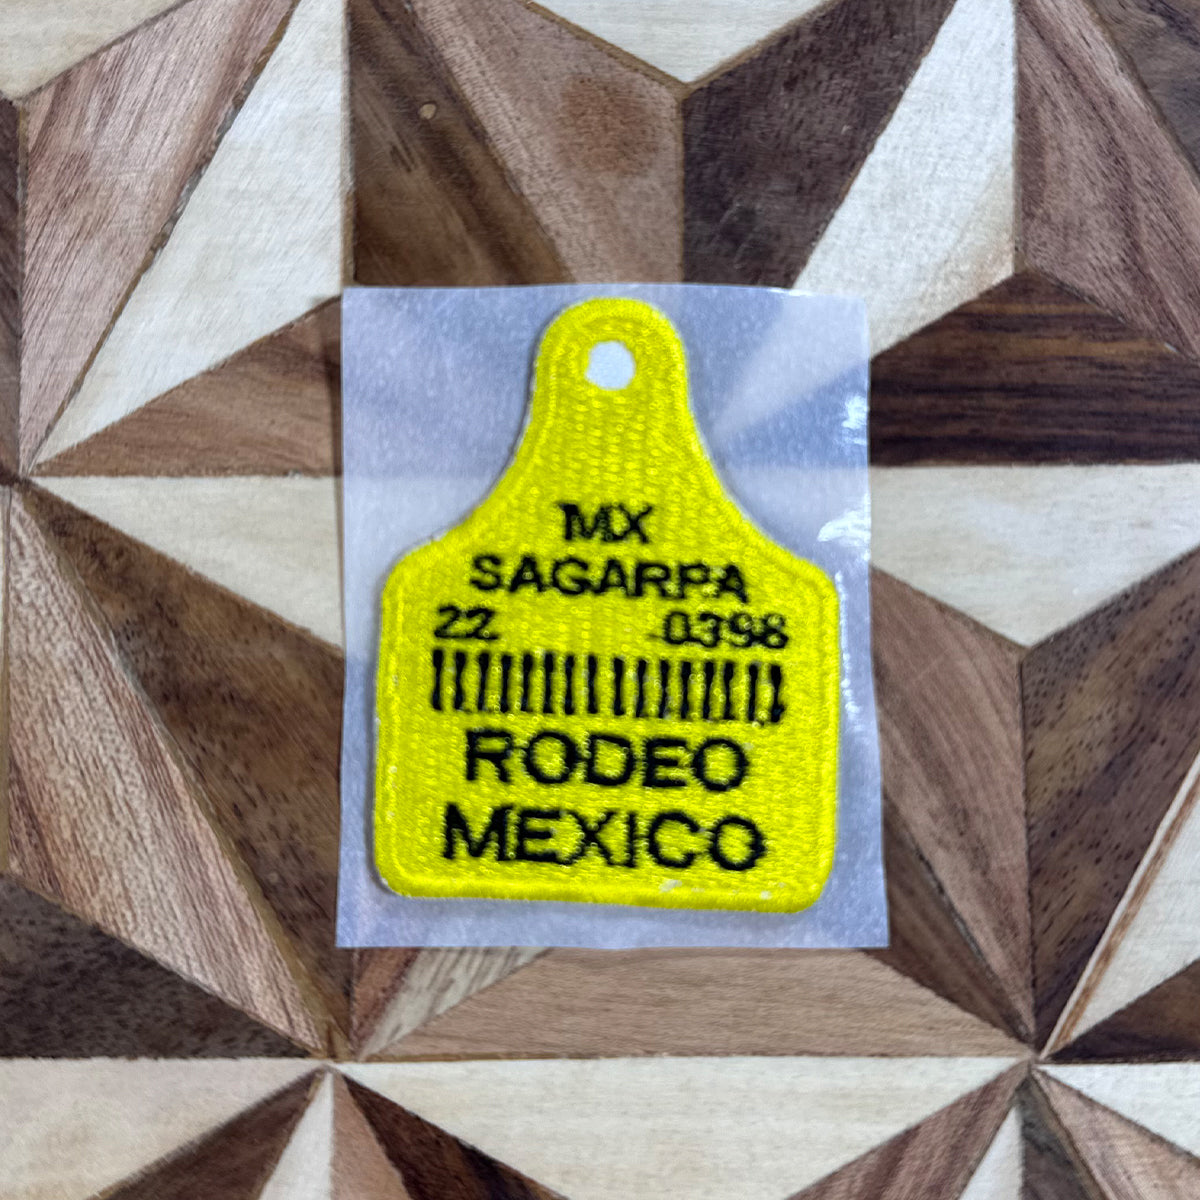 MX
SAGARPA
22 0398
RODEO
MEXICO